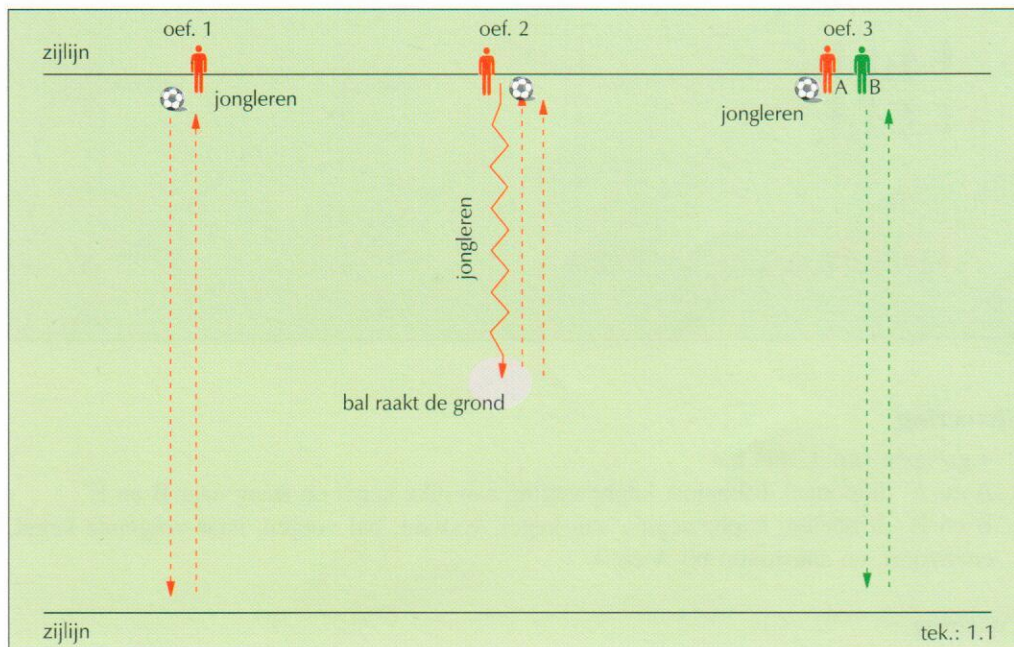 oef. 1
oef. 2
oef. 3
zijlijn
jongleren
A
B
jongleren
jongleren
bal raakt de grond
zijlijn
tek.: 1.1